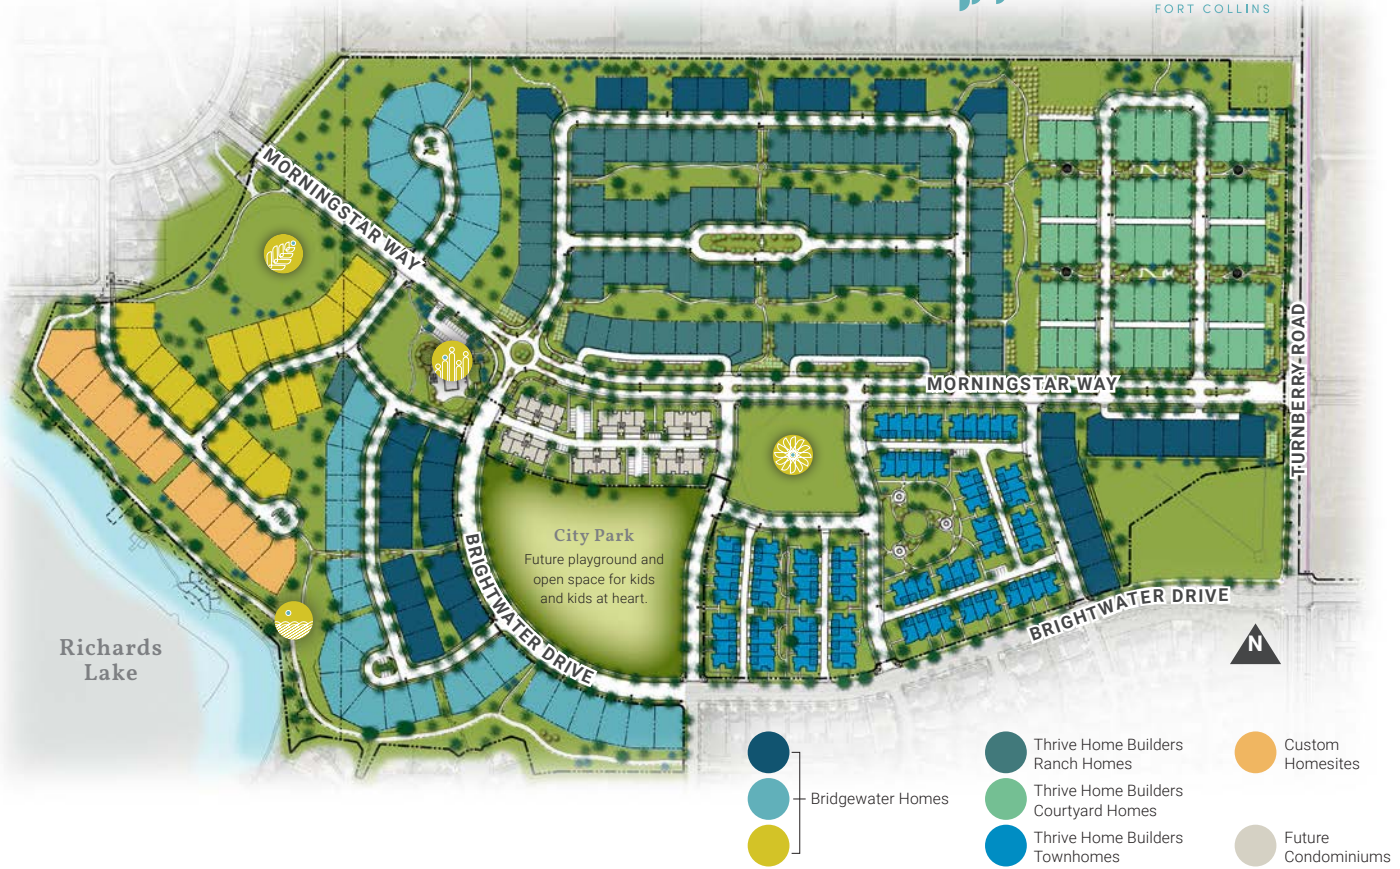 FORT COLLINS
MORNINGSTAR WAY
MORNINGSTAR WAY
TURNBERRY ROAD
City Park
Future playground and
open space for kids
and kids at heart.
BRIGHTWATER DRIVE
BRIGHTWATER DRIVE
Richards
Lake
N
Bridgewater Homes
Thrive Home Builders
Ranch Homes
Thrive Home Builders
Courtyard Homes
Thrive Home Builders
Townhomes
Custom
Homesites
Future
Condominiums